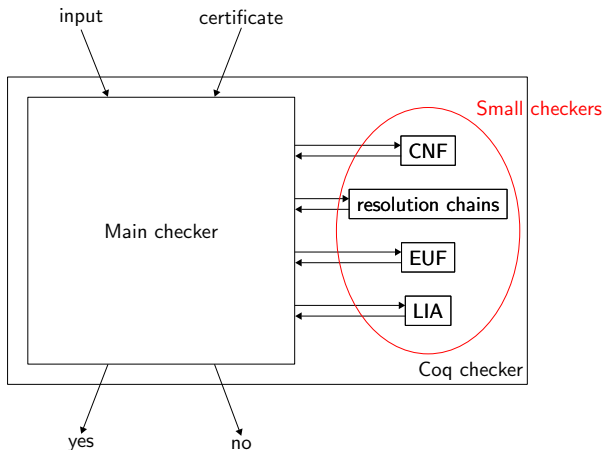 input
certificate
Small checkers
CNF
resolution chains
Main checker
EUF
LIA
Coq checker
yes
no